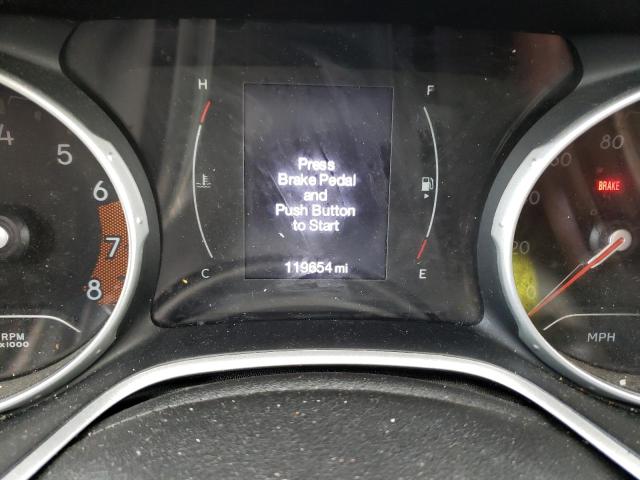 H
F
Press
Brake Pedal
and
Push Button
to Start
119654 mi
C
E
4
5
6
7
8
RPM
x1000
80
BRAKE
20
MPH